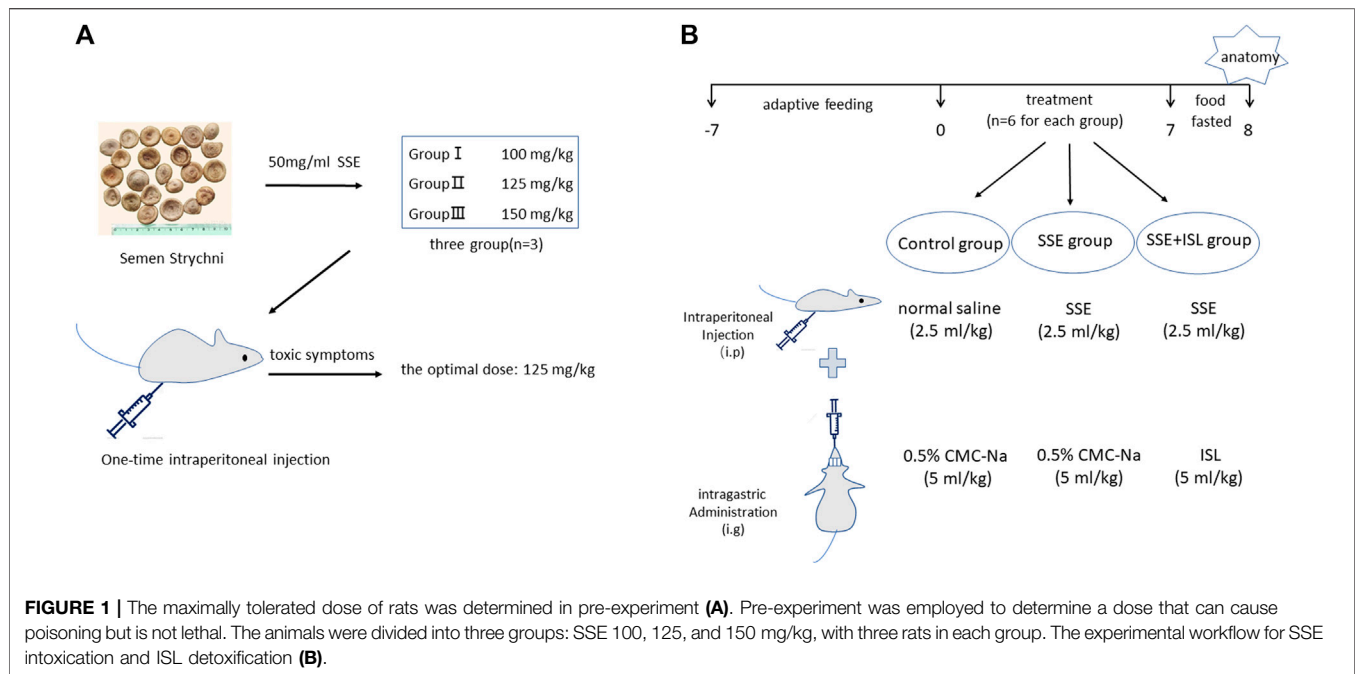 A
50mg/ml SSE
Group Ⅰ 100 mg/kg
Group Ⅱ 125 mg/kg
Group Ⅲ 150 mg/kg
three group(n=3)
Semen Strychni
toxic symptoms
the optimal dose: 125 mg/kg
One-time intraperitoneal injection
B
anatomy
adaptive feeding
treatment
(n=6 for each group)
food
fasted
-7 0 7 8
Control group SSE group SSE+ISL group
Intraperitoneal
Injection
(i.p)
normal saline
(2.5 ml/kg)
SSE
(2.5 ml/kg)
SSE
(2.5 ml/kg)
intragastric
Administration
(i.g)
0.5% CMC-Na
(5 ml/kg)
0.5% CMC-Na
(5 ml/kg)
ISL
(5 ml/kg)
FIGURE 1 | The maximally tolerated dose of rats was determined in pre-experiment (A). Pre-experiment was employed to determine a dose that can cause
poisoning but is not lethal. The animals were divided into three groups: SSE 100, 125, and 150 mg/kg, with three rats in each group. The experimental workflow for SSE
intoxication and ISL detoxification (B).